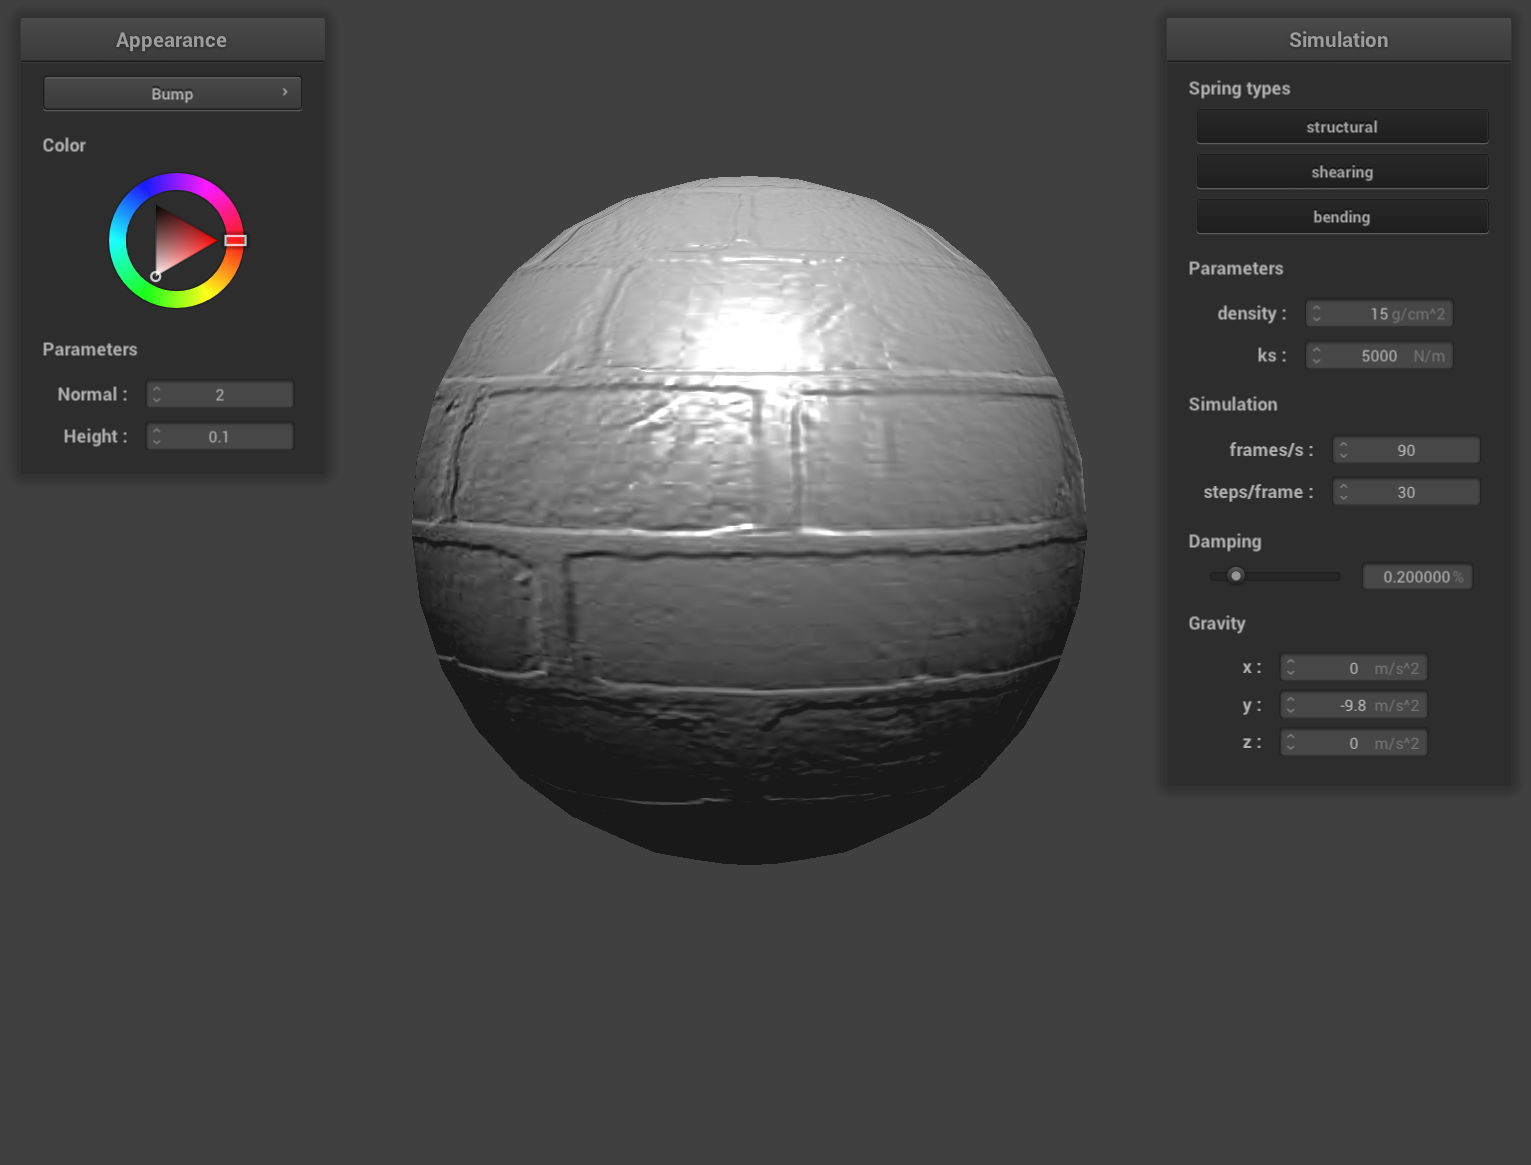 Appearance
Bump
Color
Parameters
Normal : 2
Height : 0.1
Simulation
Spring types
structural
shearing
bending
Parameters
density : 15 g/cm^2
ks : 5000 N/m
Simulation
frames/s : 90
steps/frame : 30
Damping
0.200000 %
Gravity
x : 0 m/s^2
y : -9.8 m/s^2
z : 0 m/s^2